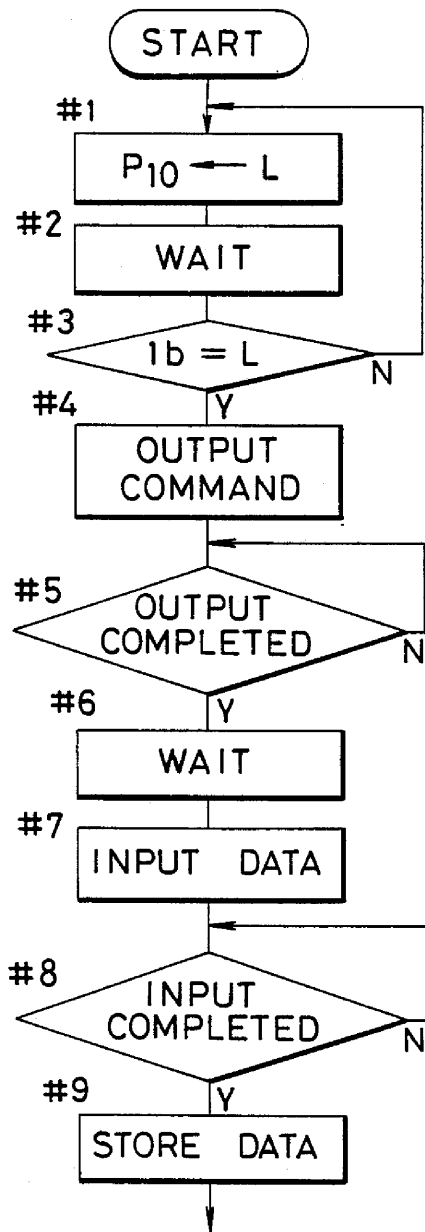 START
#1
P10 ← L
#2
WAIT
#3
1b = L
N
Y
#4
OUTPUT
COMMAND
#5
OUTPUT
COMPLETED
N
Y
#6
WAIT
#7
INPUT DATA
#8
INPUT
COMPLETED
N
Y
#9
STORE DATA